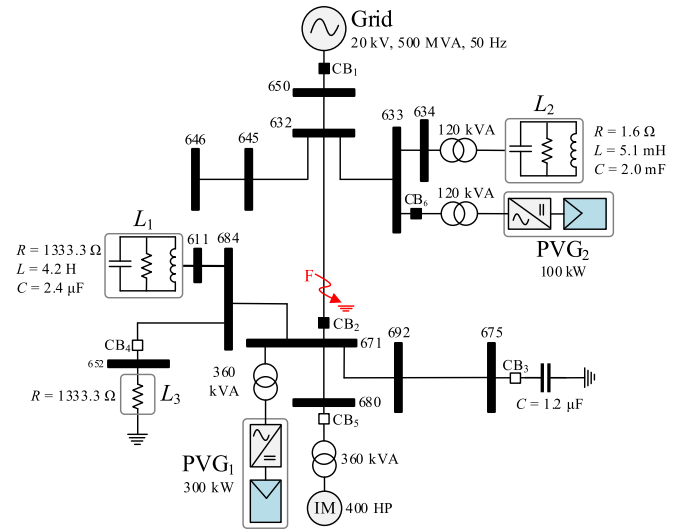 Grid
20 kV, 500 MVA, 50 Hz
CB₁
650
632
646
645
633
634
120 kVA
L₂
R = 1.6 Ω
L = 5.1 mH
C = 2.0 mF
CB₆
120 kVA
PVG₂
100 kW
L₁
R = 1333.3 Ω
L = 4.2 H
C = 2.4 µF
611
684
F
CB₂
671
692
675
CB₃
C = 1.2 µF
CB₄
652
R = 1333.3 Ω
L₃
360
kVA
680
CB₅
PVG₁
300 kW
360 kVA
IM
400 HP